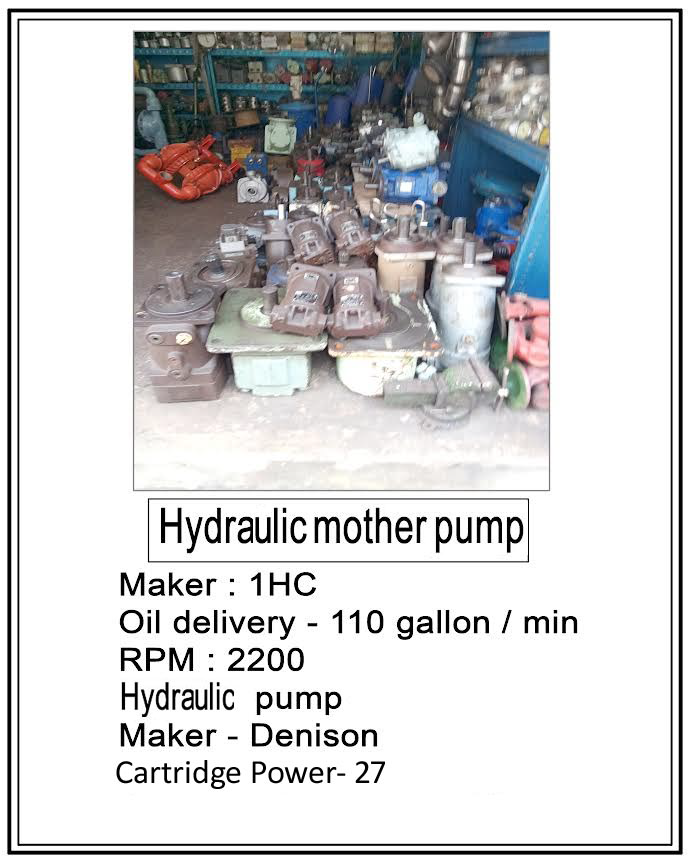 Hydraulic mother pump
Maker : 1HC
Oil delivery - 110 gallon / min
RPM : 2200
Hydraulic pump
Maker - Denison
Cartridge Power- 27